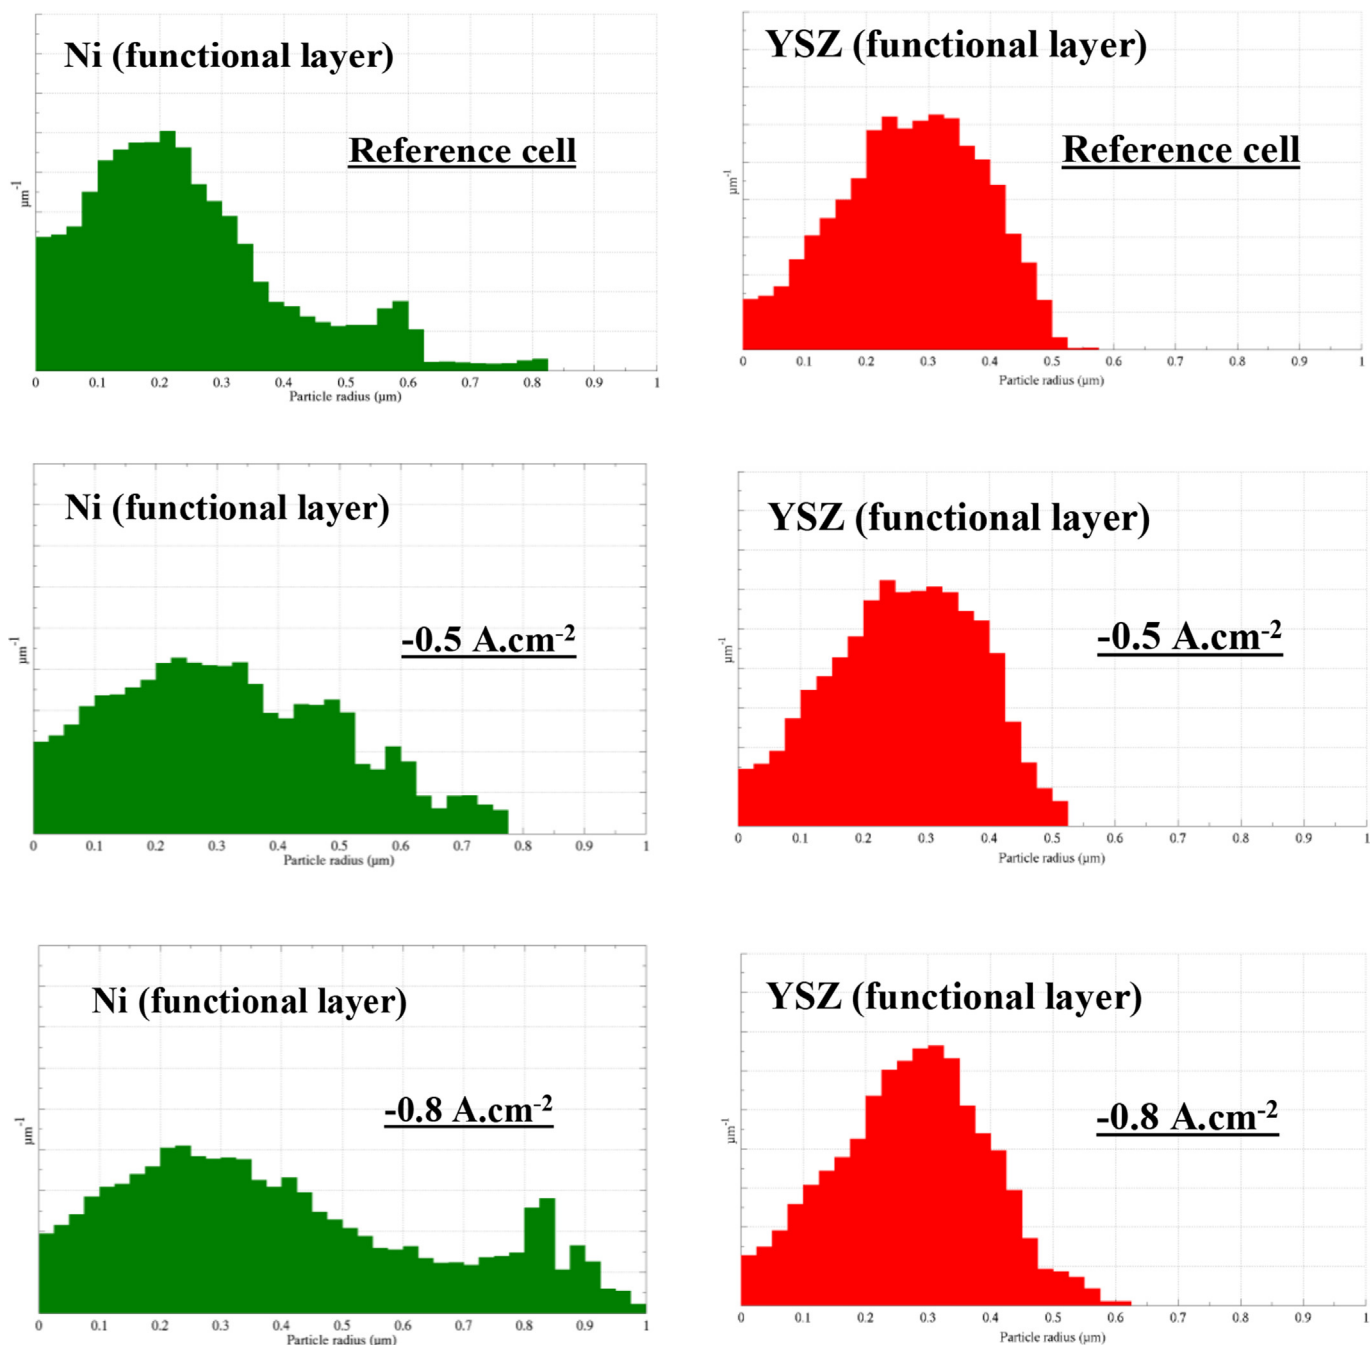 Ni (functional layer)
Reference cell
µm⁻¹
0 0.1 0.2 0.3 0.4 0.5 0.6 0.7 0.8 0.9 1
Particle radius (µm)
YSZ (functional layer)
Reference cell
µm⁻¹
0 0.1 0.2 0.3 0.4 0.5 0.6 0.7 0.8 0.9 1
Particle radius (µm)
Ni (functional layer)
-0.5 A.cm⁻²
µm⁻¹
0 0.1 0.2 0.3 0.4 0.5 0.6 0.7 0.8 0.9 1
Particle radius (µm)
YSZ (functional layer)
-0.5 A.cm⁻²
µm⁻¹
0 0.1 0.2 0.3 0.4 0.5 0.6 0.7 0.8 0.9 1
Particle radius (µm)
Ni (functional layer)
-0.8 A.cm⁻²
µm⁻¹
0 0.1 0.2 0.3 0.4 0.5 0.6 0.7 0.8 0.9 1
Particle radius (µm)
YSZ (functional layer)
-0.8 A.cm⁻²
µm⁻¹
0 0.1 0.2 0.3 0.4 0.5 0.6 0.7 0.8 0.9 1
Particle radius (µm)